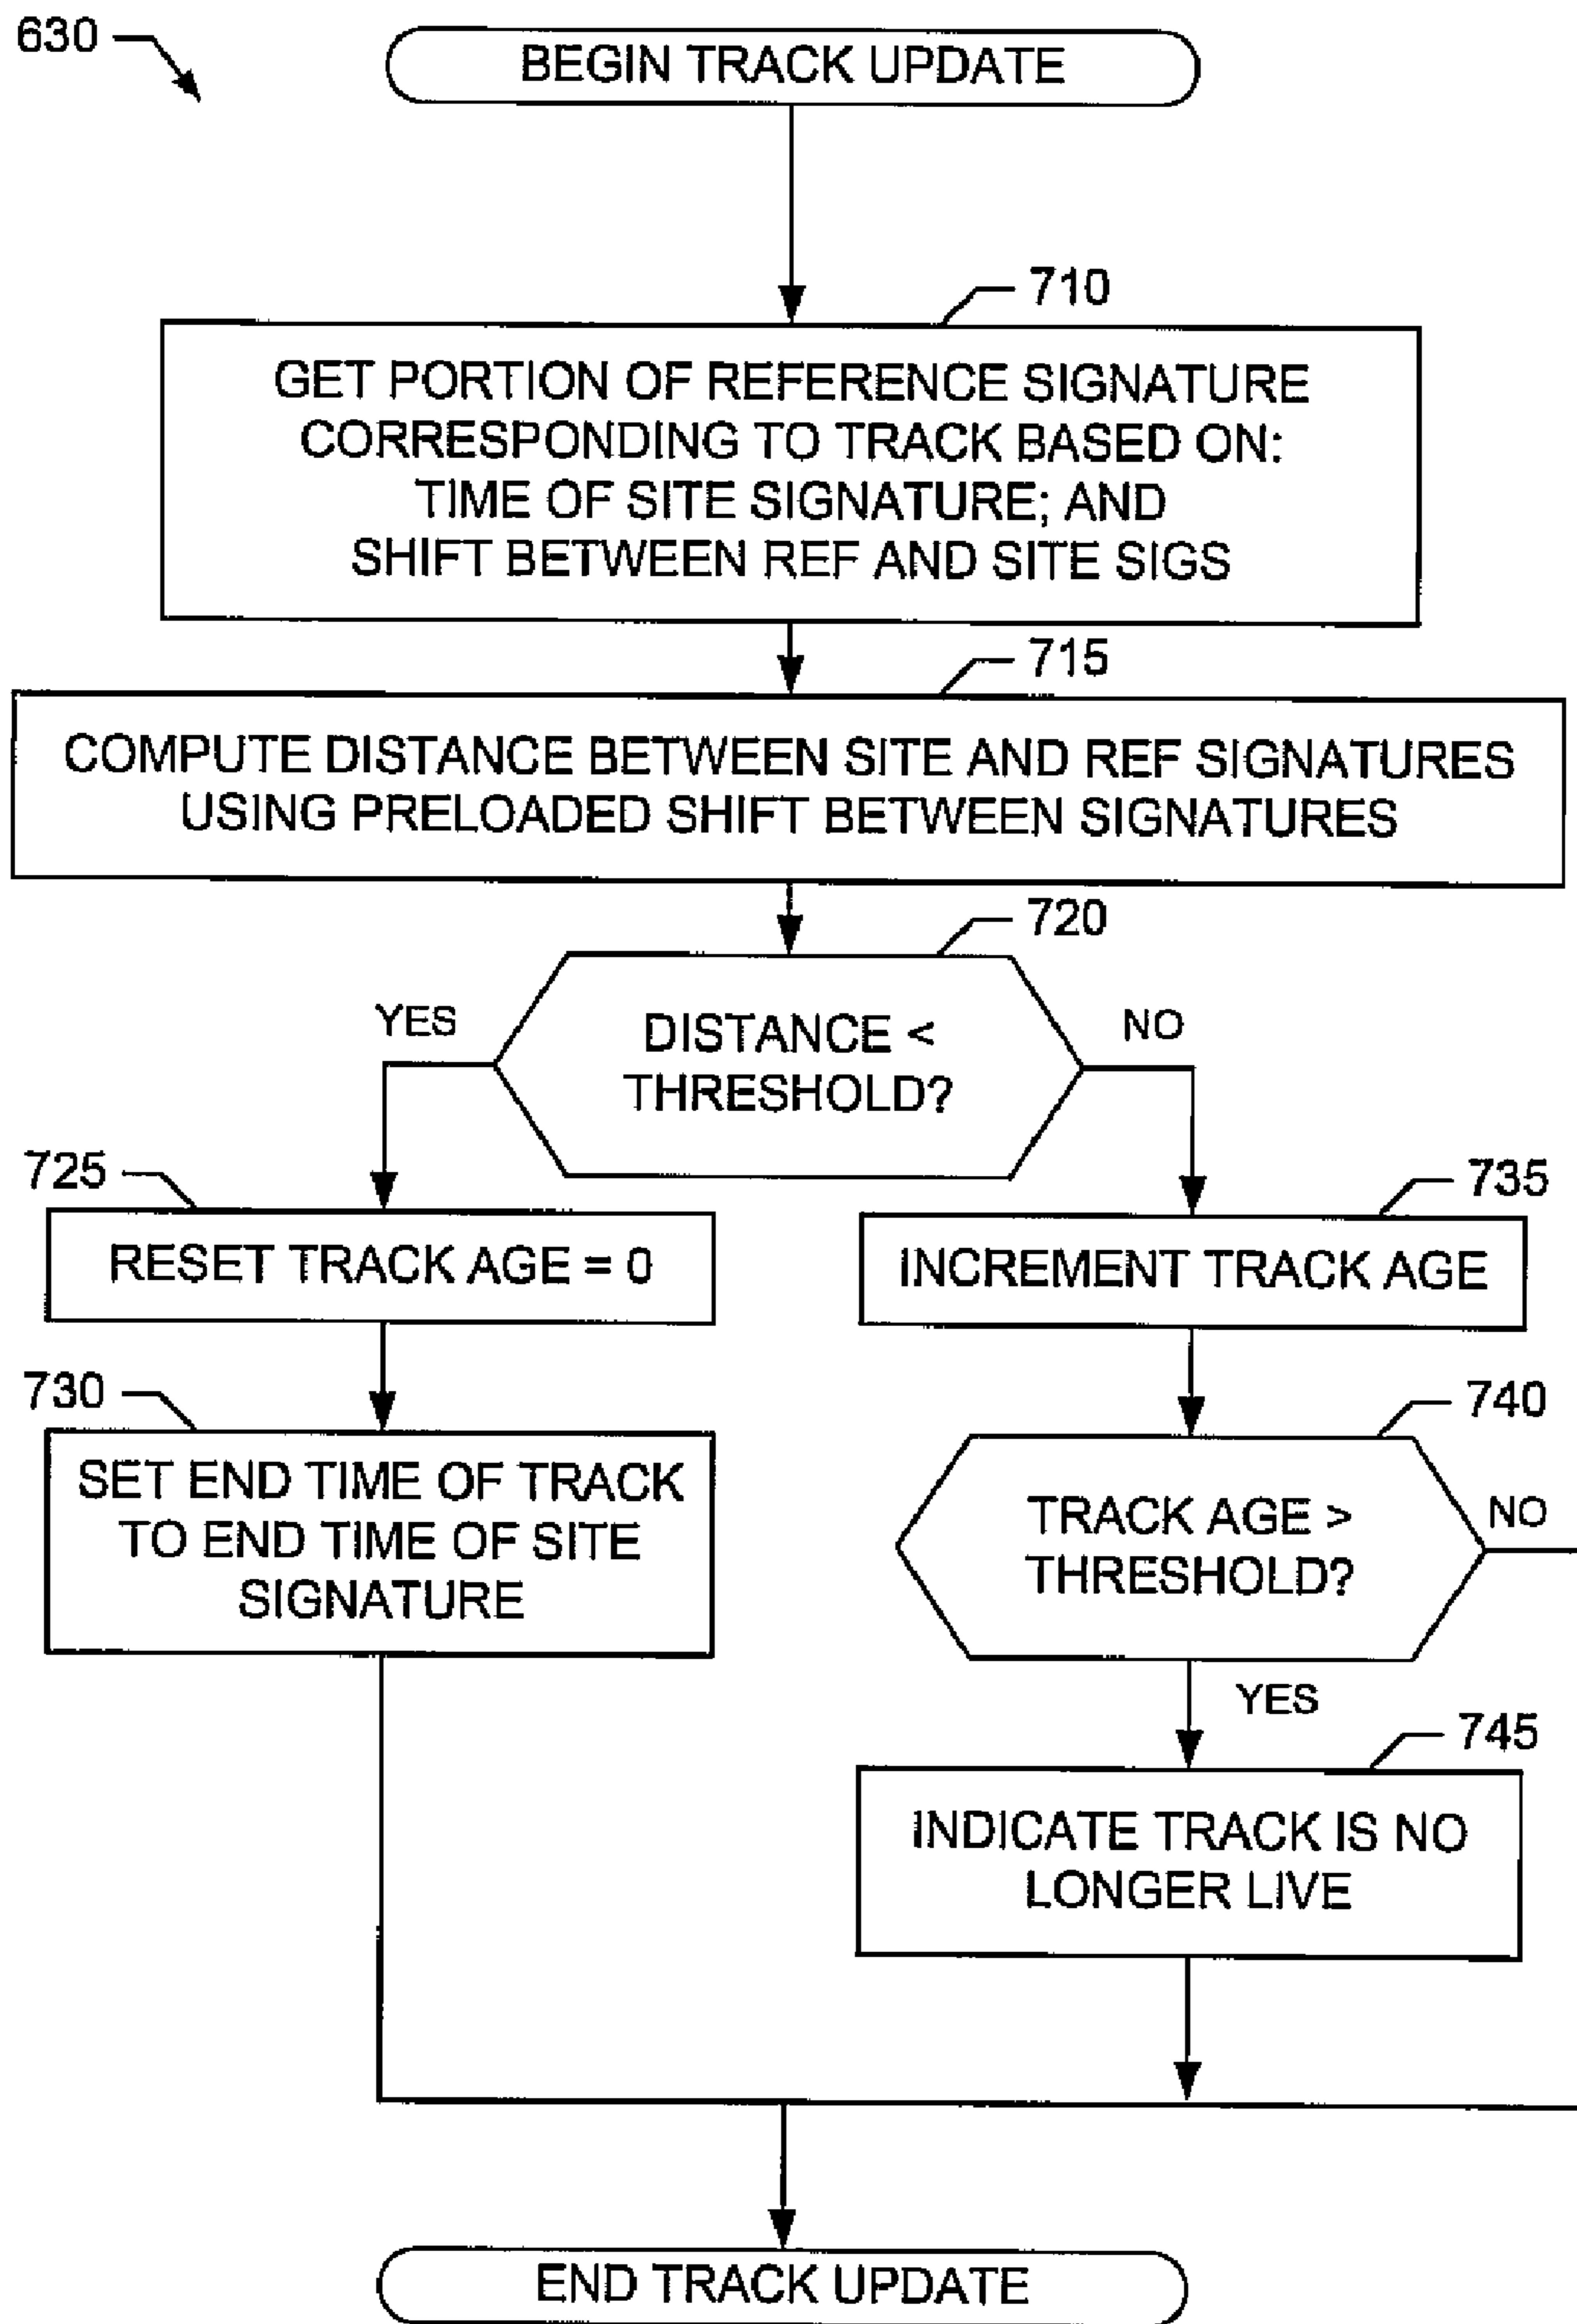 630
BEGIN TRACK UPDATE
710
GET PORTION OF REFERENCE SIGNATURE
CORRESPONDING TO TRACK BASED ON:
TIME OF SITE SIGNATURE; AND
SHIFT BETWEEN REF AND SITE SIGS
715
COMPUTE DISTANCE BETWEEN SITE AND REF SIGNATURES
USING PRELOADED SHIFT BETWEEN SIGNATURES
720
YES
DISTANCE <
THRESHOLD?
NO
725
RESET TRACK AGE = 0
730
SET END TIME OF TRACK
TO END TIME OF SITE
SIGNATURE
735
INCREMENT TRACK AGE
740
TRACK AGE >
THRESHOLD?
NO
YES
745
INDICATE TRACK IS NO
LONGER LIVE
END TRACK UPDATE